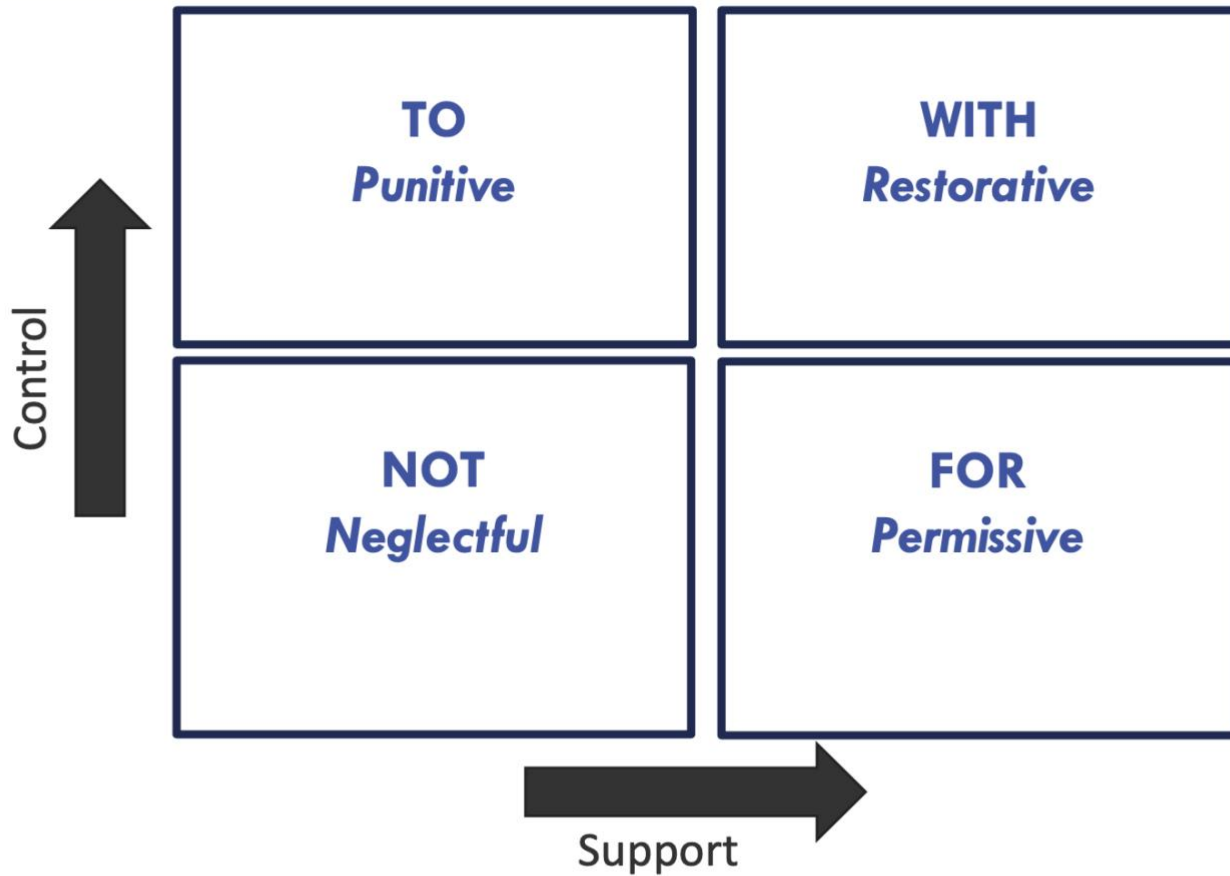 TO
Punitive
WITH
Restorative
Control
NOT
Neglectful
FOR
Permissive
Support